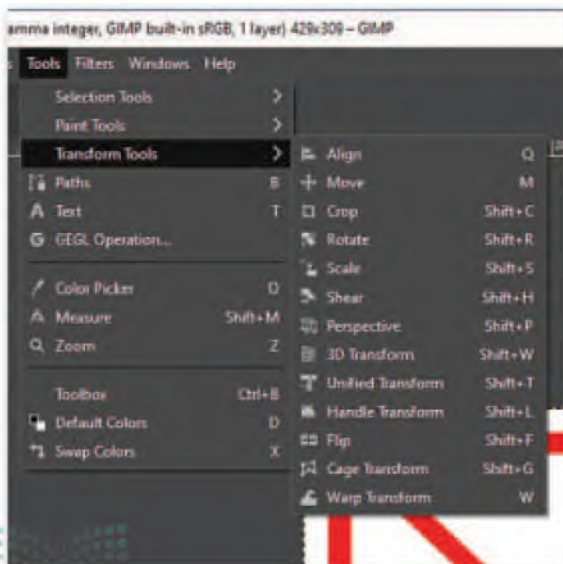 amma integer, GIMP built-in sRGB, 1 layer) 429x309 – GIMP
s Tools Filters Windows Help
Selection Tools
Paint Tools
Transform Tools
Paths B
Text T
GEGL Operation...
Color Picker O
Measure Shift+M
Zoom Z
Toolbox Ctrl+B
Default Colors D
Swap Colors X
Align Q
Move M
Crop Shift+C
Rotate Shift+R
Scale Shift+S
Shear Shift+H
Perspective Shift+P
3D Transform Shift+W
Unified Transform Shift+T
Handle Transform Shift+L
Flip Shift+F
Cage Transform Shift+G
Warp Transform W